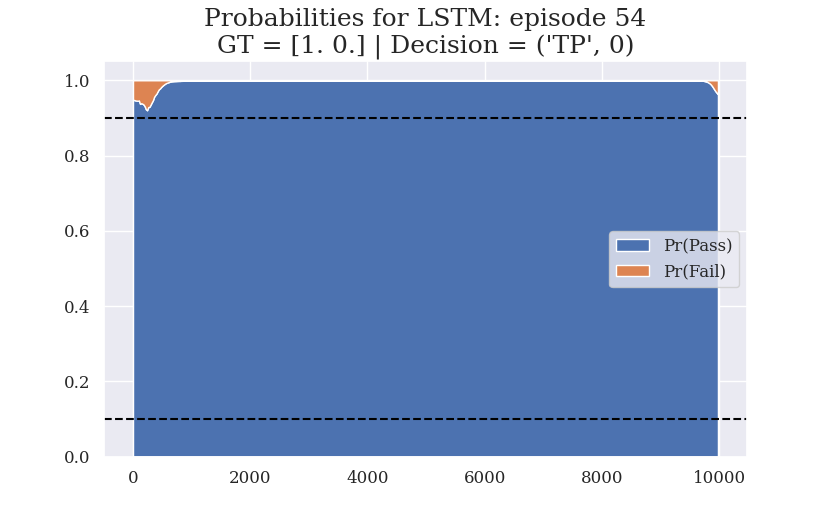 Probabilities for LSTM: episode 54
GT = [1. 0.] | Decision = ('TP', 0)
1.0
0.8
0.6
0.4
0.2
0.0
Pr(Pass)
Pr(Fail)
0 2000 4000 6000 8000 10000